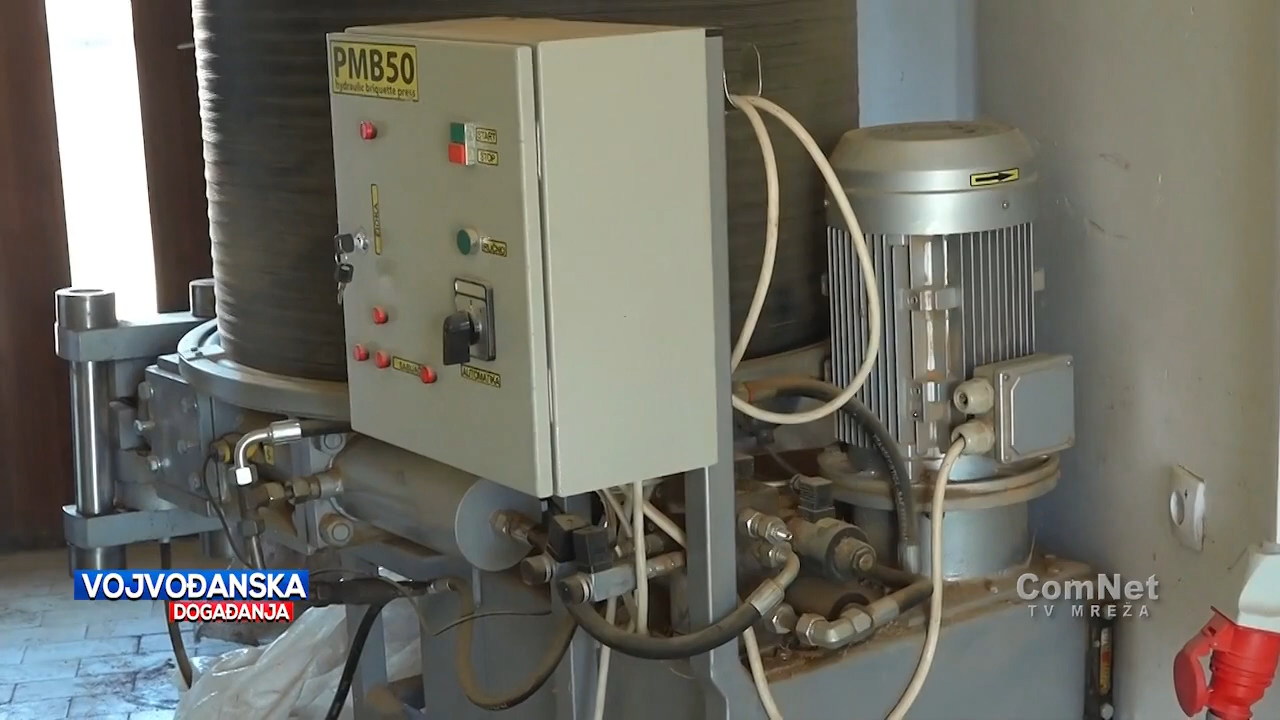 PMB50
hydraulic briquette press
START
STOP
RUČNO
AUTOMATIKA
VOJVOĐANSKA
DOGAĐANJA
ComNet
TV MREŽA